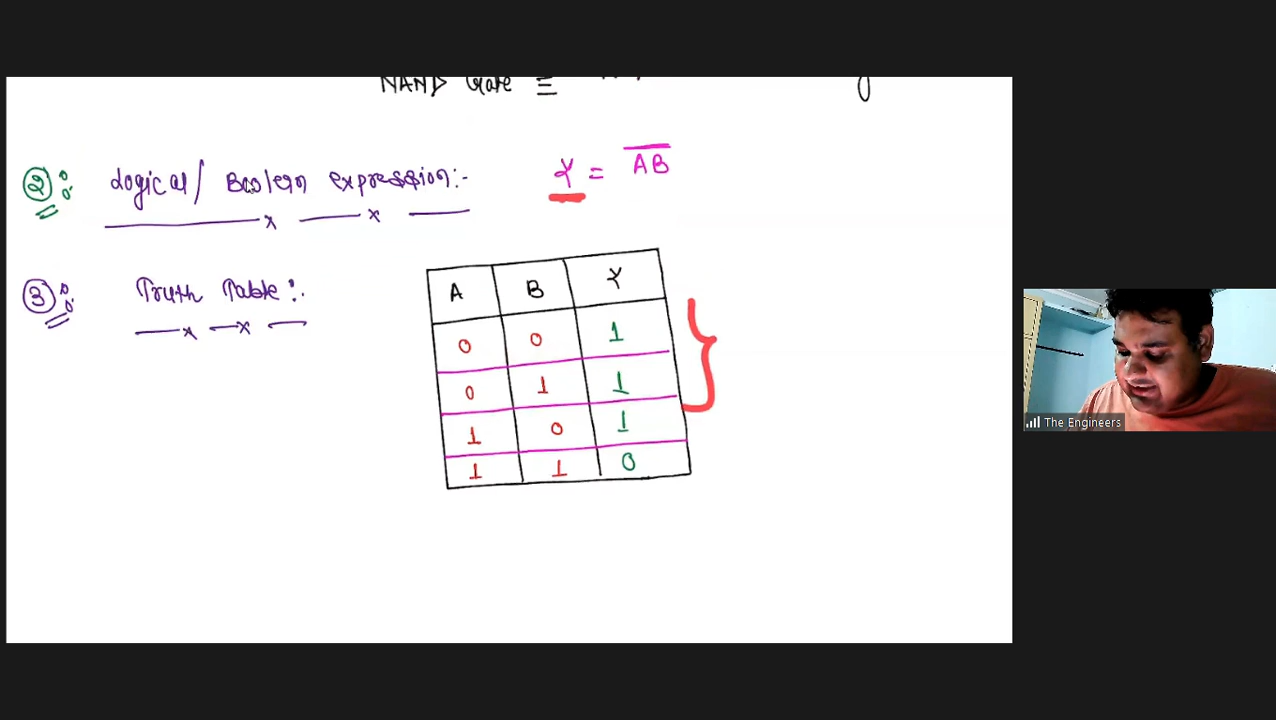 NAND Gate ≡
② : Logical / Boolean expression :- Y = \overline{AB}
③ : Truth Table :-
A B Y
0 0 1
0 1 1
1 0 1
1 1 0
The Engineers